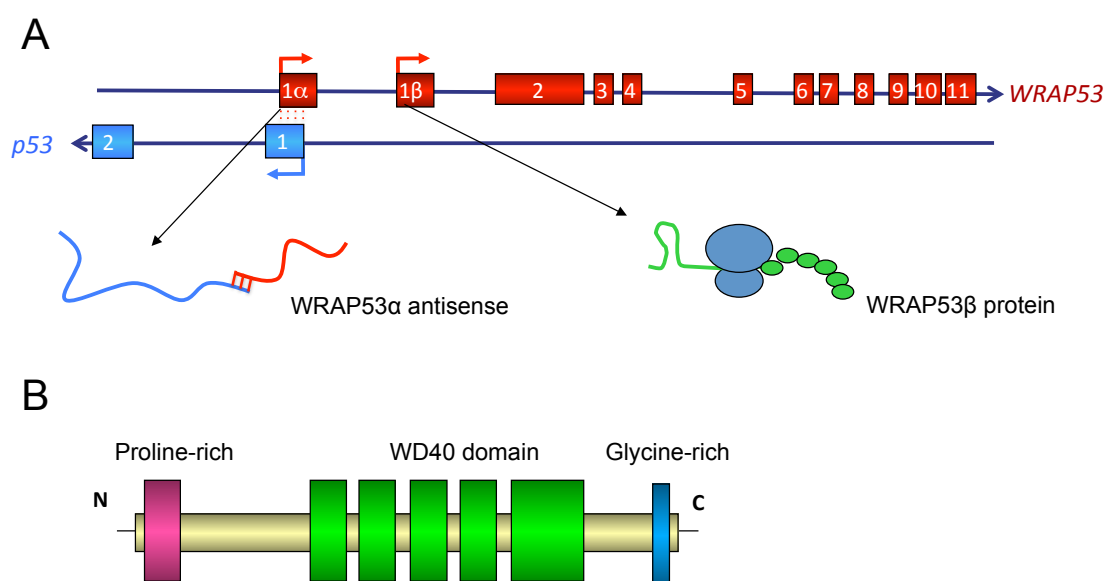 A
1α 1β 2 3 4 5 6 7 8 9 10 11 WRAP53
p53 2 1
WRAP53α antisense
WRAP53β protein
B
Proline-rich WD40 domain Glycine-rich
N C